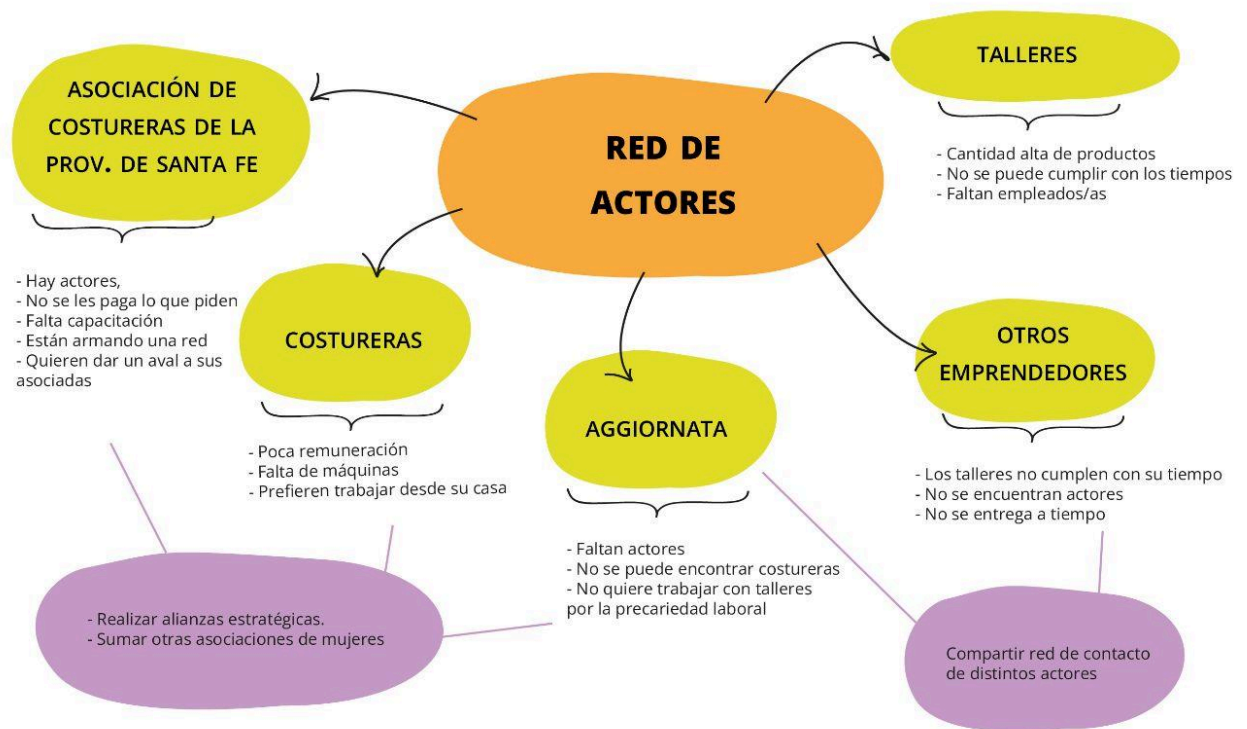 RED DE
ACTORES
ASOCIACIÓN DE
COSTURERAS DE LA
PROV. DE SANTA FE
- Hay actores,
- No se les paga lo que piden
- Falta capacitación
- Están armando una red
- Quieren dar un aval a sus
asociadas
COSTURERAS
- Poca remuneración
- Falta de máquinas
- Prefieren trabajar desde su casa
AGGIORNATA
- Faltan actores
- No se puede encontrar costureras
- No quiere trabajar con talleres
por la precariedad laboral
OTROS
EMPRENDEDORES
- Los talleres no cumplen con su tiempo
- No se encuentran actores
- No se entrega a tiempo
TALLERES
- Cantidad alta de productos
- No se puede cumplir con los tiempos
- Faltan empleados/as
- Realizar alianzas estratégicas.
- Sumar otras asociaciones de mujeres
Compartir red de contacto
de distintos actores